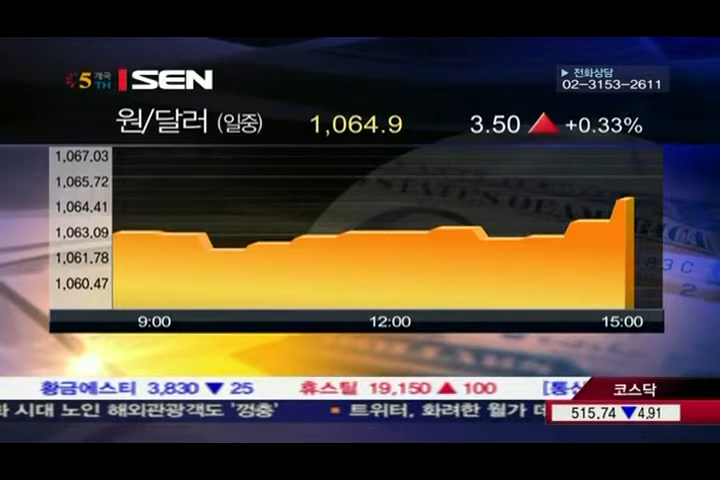 5 개국 TH SEN
▶ 전화상담
02-3153-2611
원/달러 (일중) 1,064.9 3.50 ▲ +0.33%
1,067.03
1,065.72
1,064.41
1,063.09
1,061.78
1,060.47
9:00 12:00 15:00
황금에스티 3,830 ▼ 25 휴스틸 19,150 ▲ 100 [통신
코스닥
515.74 ▼4.91
시대 노인 해외관광객도 '껑충' ▪ 트위터, 화려한 월가